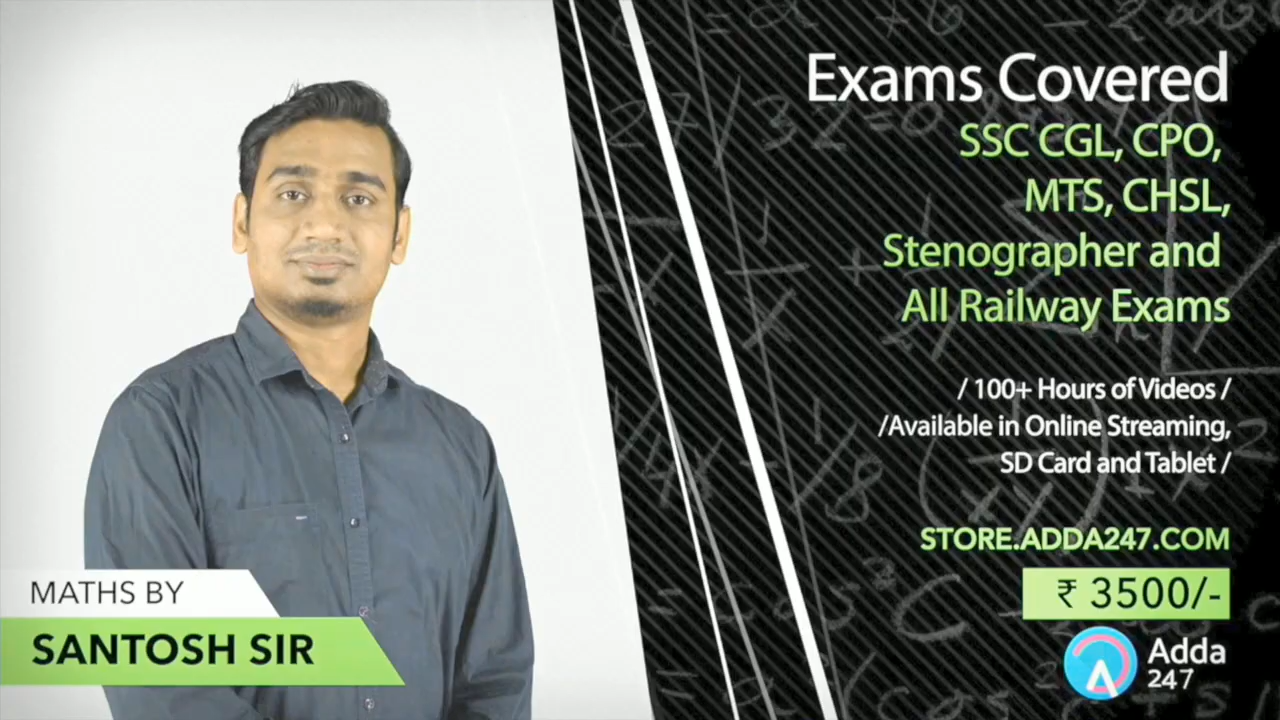 Exams Covered
SSC CGL, CPO,
MTS, CHSL,
Stenographer and
All Railway Exams
/ 100+ Hours of Videos /
/Available in Online Streaming,
SD Card and Tablet /
STORE.ADDA247.COM
₹ 3500/-
Adda
247
MATHS BY
SANTOSH SIR